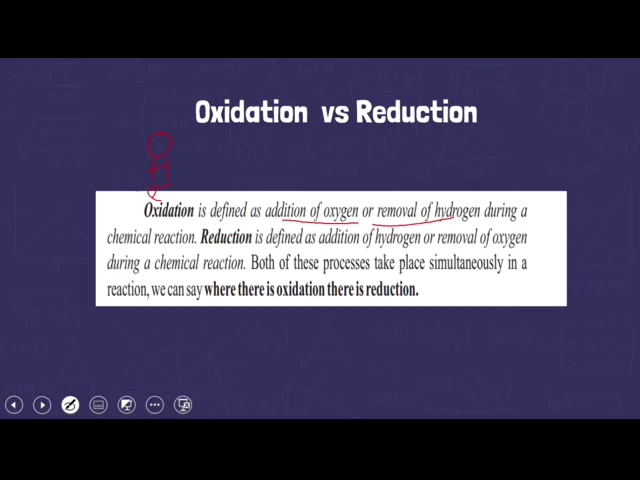 Oxidation vs Reduction
Oxidation is defined as addition of oxygen or removal of hydrogen during a
chemical reaction. Reduction is defined as addition of hydrogen or removal of oxygen
during a chemical reaction. Both of these processes take place simultaneously in a
reaction, we can say where there is oxidation there is reduction.